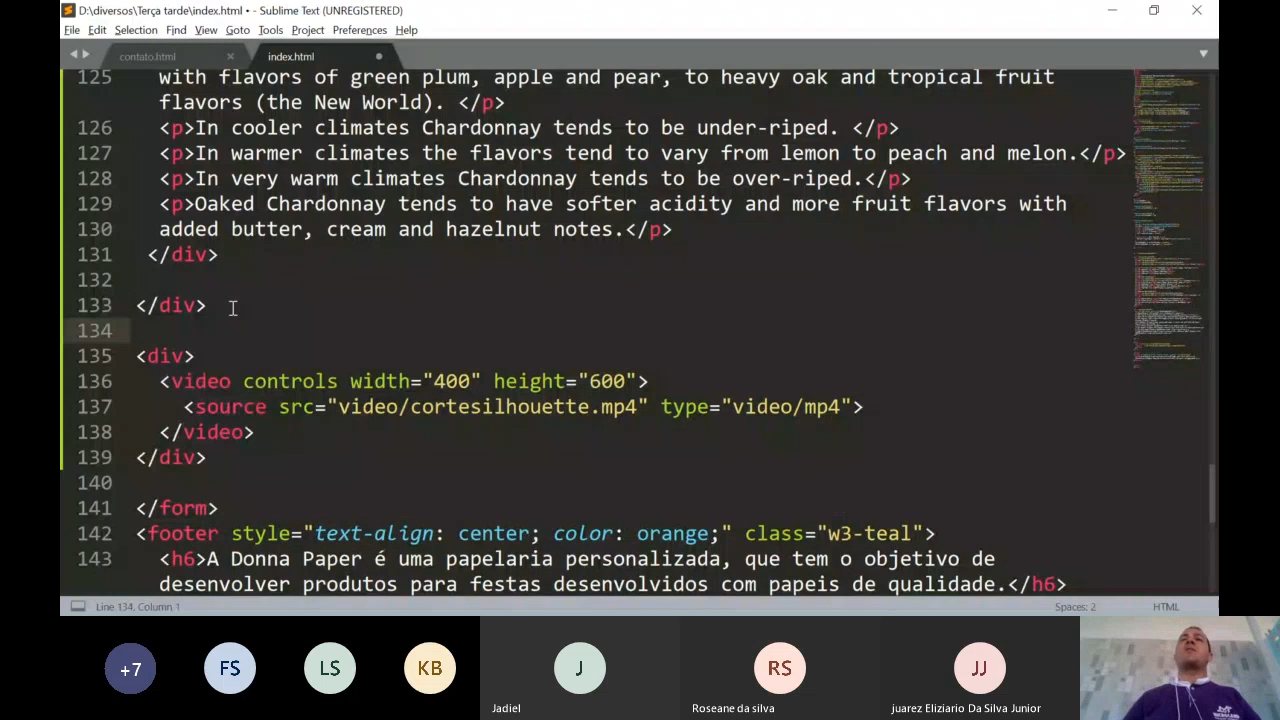 D:\diversos\Terça tarde\index.html • - Sublime Text (UNREGISTERED)
File Edit Selection Find View Goto Tools Project Preferences Help
contato.html × index.html
125 with flavors of green plum, apple and pear, to heavy oak and tropical fruit
flavors (the New World). </p>
126 <p>In cooler climates Chardonnay tends to be under-riped. </p>
127 <p>In warmer climates the flavors tend to vary from lemon to peach and melon.</p>
128 <p>In very warm climates Chardonnay tends to be over-riped.</p>
129 <p>Oaked Chardonnay tends to have softer acidity and more fruit flavors with
130 added butter, cream and hazelnut notes.</p>
131 </div>
132
133 </div>
134
135 <div>
136 <video controls width="400" height="600">
137 <source src="video/cortesilhouette.mp4" type="video/mp4">
138 </video>
139 </div>
140
141 </form>
142 <footer style="text-align: center; color: orange;" class="w3-teal">
143 <h6>A Donna Paper é uma papelaria personalizada, que tem o objetivo de
desenvolver produtos para festas desenvolvidos com papeis de qualidade.</h6>
Line 134, Column 1 Spaces: 2 HTML
+7 FS LS KB J RS JJ
Jadiel Roseane da silva juarez Eliziario Da Silva Junior